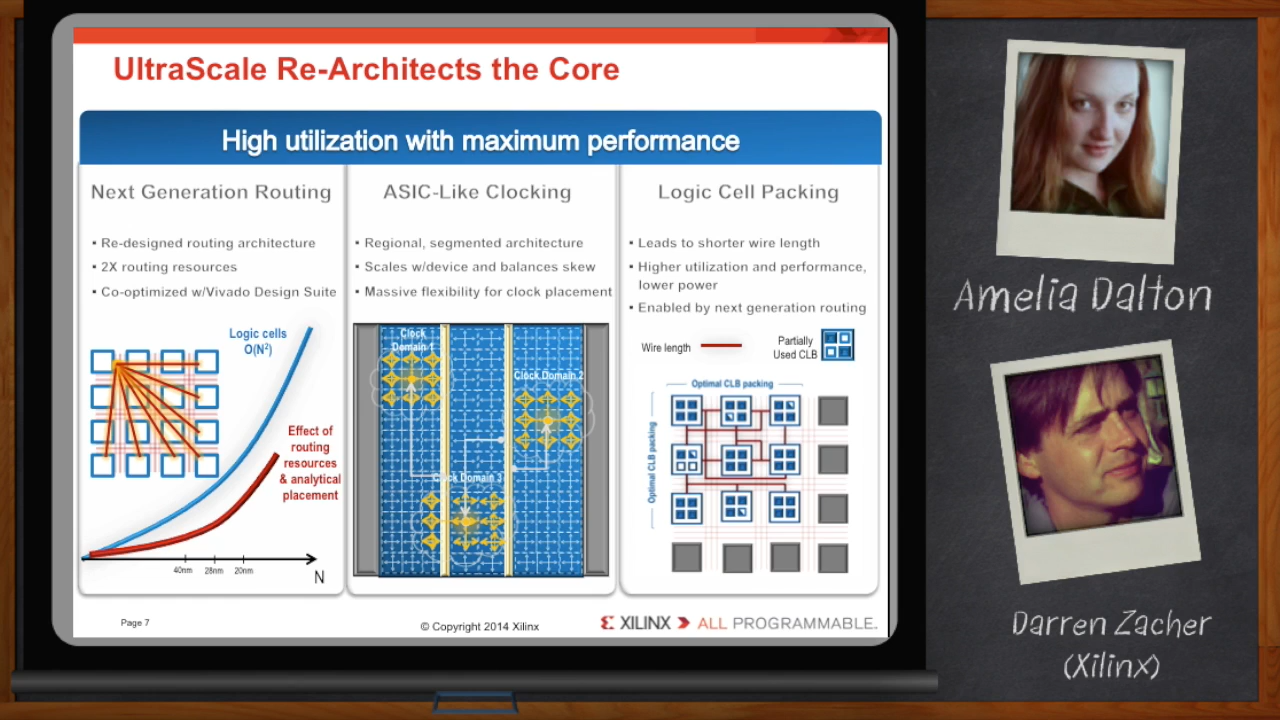 UltraScale Re-Architects the Core
High utilization with maximum performance
Next Generation Routing
▪ Re-designed routing architecture
▪ 2X routing resources
▪ Co-optimized w/Vivado Design Suite
Logic cells
O(N²)
Effect of
routing
resources
& analytical
placement
40nm 28nm 20nm
N
ASIC-Like Clocking
▪ Regional, segmented architecture
▪ Scales w/device and balances skew
▪ Massive flexibility for clock placement
Clock
Domain 1
Clock Domain 2
Clock Domain 3
Logic Cell Packing
▪ Leads to shorter wire length
▪ Higher utilization and performance,
lower power
▪ Enabled by next generation routing
Wire length
Partially
Used CLB
Optimal CLB packing
Optimal CLB packing
Page 7
© Copyright 2014 Xilinx
XILINX ALL PROGRAMMABLE.
Amelia Dalton
Darren Zacher
(Xilinx)